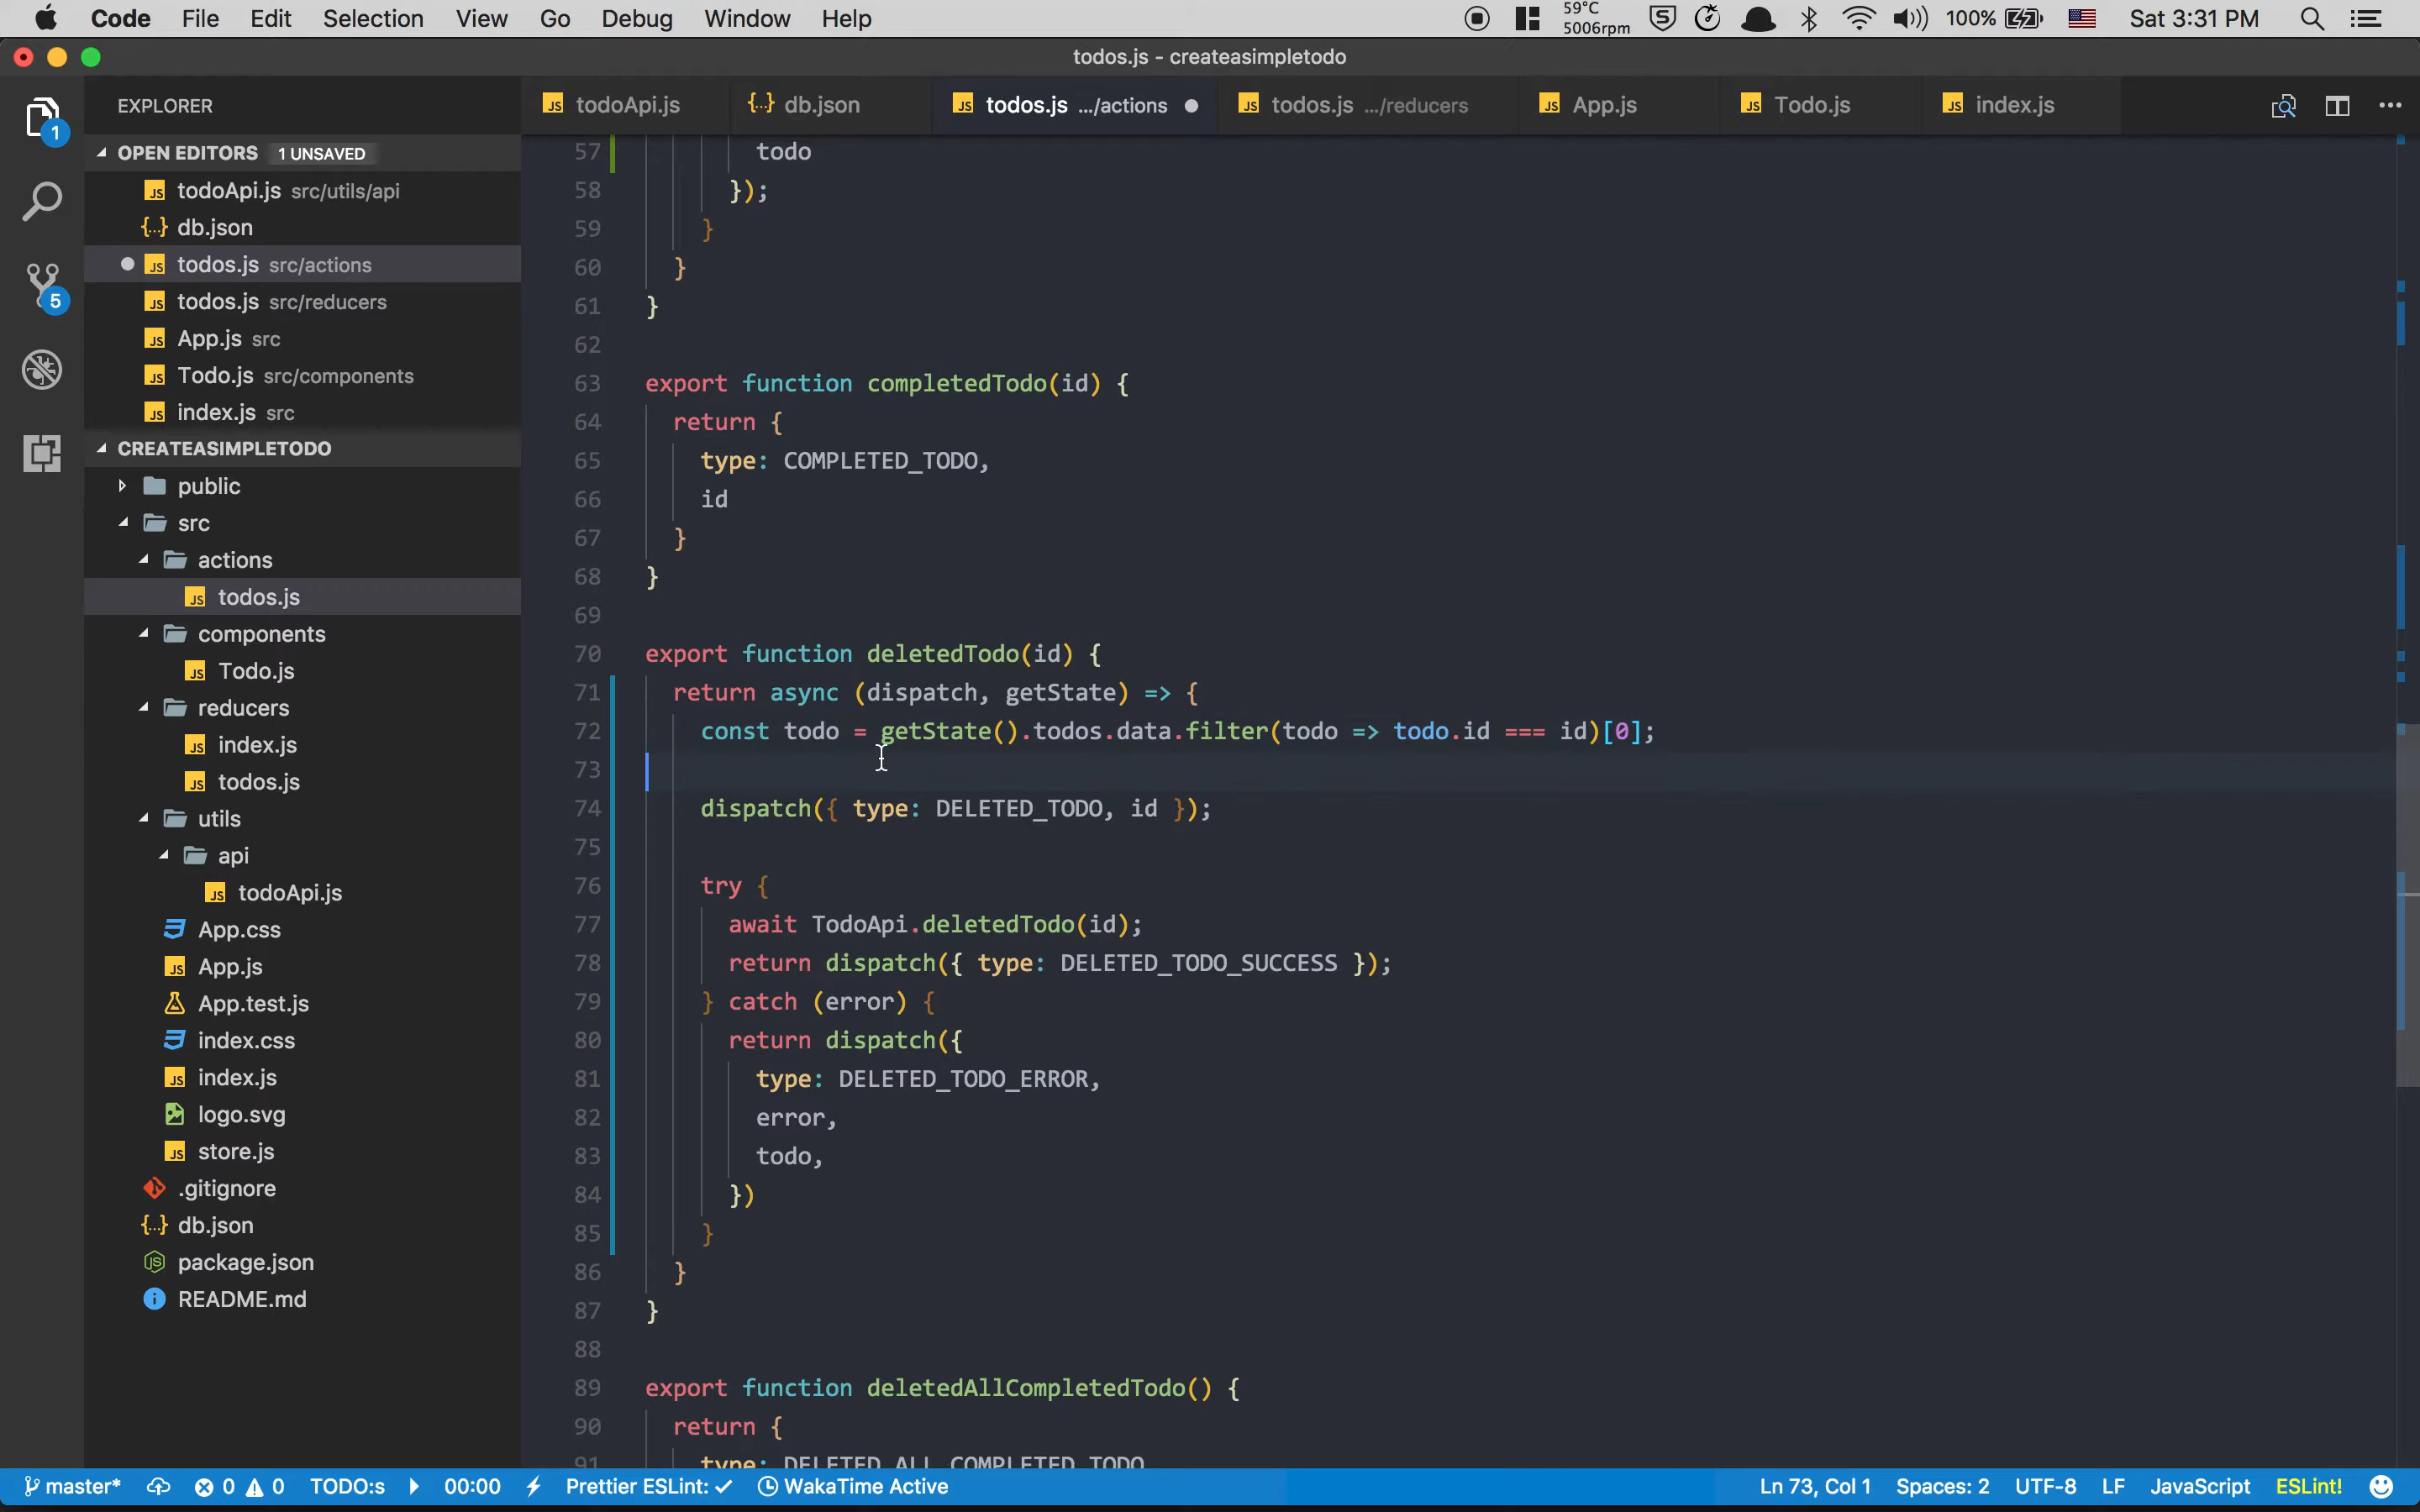 Code File Edit Selection View Go Debug Window Help 59°C 5006rpm 100% Sat 3:31 PM
todos.js - createasimpletodo
EXPLORER
todoApi.js db.json todos.js .../actions todos.js .../reducers App.js Todo.js index.js
OPEN EDITORS 1 UNSAVED
todoApi.js src/utils/api
db.json
todos.js src/actions
todos.js src/reducers
App.js src
Todo.js src/components
index.js src
CREATEASIMPLETODO
public
src
actions
todos.js
components
Todo.js
reducers
index.js
todos.js
utils
api
todoApi.js
App.css
App.js
App.test.js
index.css
index.js
logo.svg
store.js
.gitignore
db.json
package.json
README.md
1
5
57 todo
58 });
59 }
60 }
61 }
62
63 export function completedTodo(id) {
64 return {
65 type: COMPLETED_TODO,
66 id
67 }
68 }
69
70 export function deletedTodo(id) {
71 return async (dispatch, getState) => {
72 const todo = getState().todos.data.filter(todo => todo.id === id)[0];
73
74 dispatch({ type: DELETED_TODO, id });
75
76 try {
77 await TodoApi.deletedTodo(id);
78 return dispatch({ type: DELETED_TODO_SUCCESS });
79 } catch (error) {
80 return dispatch({
81 type: DELETED_TODO_ERROR,
82 error,
83 todo,
84 })
85 }
86 }
87 }
88
89 export function deletedAllCompletedTodo() {
90 return {
91 type: DELETED_ALL_COMPLETED_TODO
master* 0 0 TODO:s 00:00 Prettier ESLint: ✓ WakaTime Active Ln 73, Col 1 Spaces: 2 UTF-8 LF JavaScript ESLint!